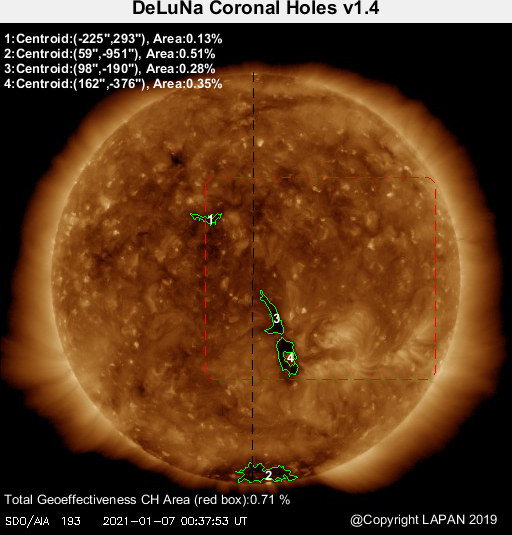 DeLuNa Coronal Holes v1.4
1:Centroid:(-225",293"), Area:0.13%
2:Centroid:(59",-951"), Area:0.51%
3:Centroid:(98",-190"), Area:0.28%
4:Centroid:(162",-376"), Area:0.35%
1
3
4
2
Total Geoeffectiveness CH Area (red box):0.71 %
SDO/AIA 193 2021-01-07 00:37:53 UT
@Copyright LAPAN 2019